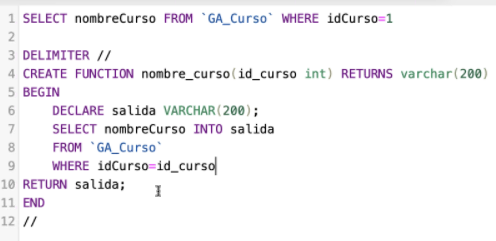 1 SELECT nombreCurso FROM `GA_Curso` WHERE idCurso=1
2
3 DELIMITER //
4 CREATE FUNCTION nombre_curso(id_curso int) RETURNS varchar(200)
5 BEGIN
6     DECLARE salida VARCHAR(200);
7     SELECT nombreCurso INTO salida
8     FROM `GA_Curso`
9     WHERE idCurso=id_curso
10 RETURN salida;
11 END
12 //